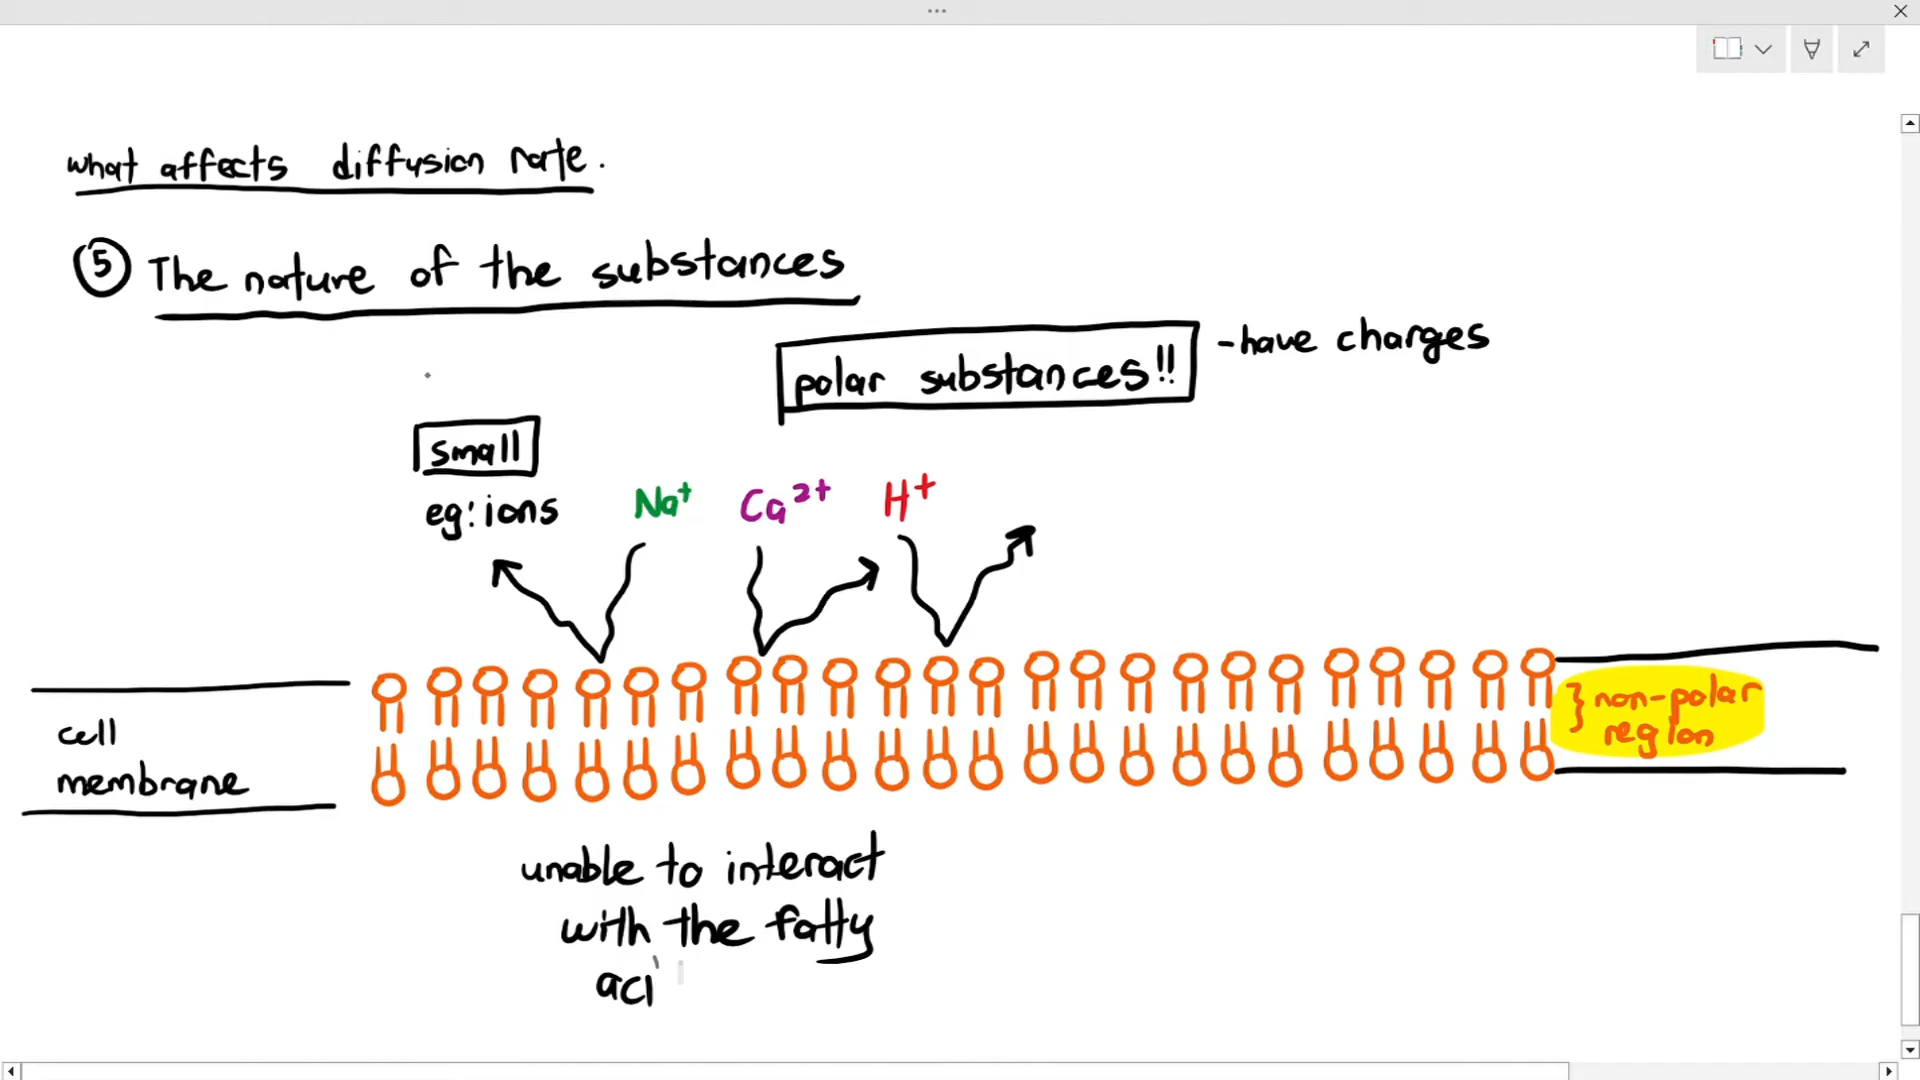 what affects diffusion rate.
5 The nature of the substances
polar substances!! -have charges
small
eg: ions Na+ Ca2+ H+
cell
membrane
} non-polar
region
unable to interact
with the fatty
aci